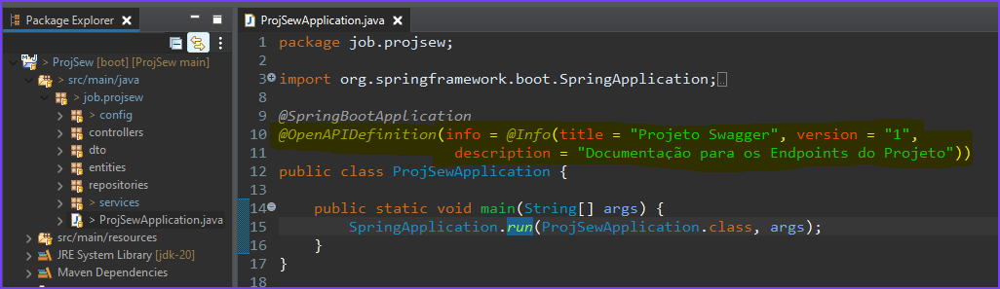 Package Explorer
ProjSew [boot] [ProjSew main]
> src/main/java
> job.projsew
> config
controllers
dto
entities
repositories
> services
> ProjSewApplication.java
src/main/resources
JRE System Library [jdk-20]
Maven Dependencies
ProjSewApplication.java
1 package job.projsew;
2
3 import org.springframework.boot.SpringApplication;
8
9 @SpringBootApplication
10 @OpenAPIDefinition(info = @Info(title = "Projeto Swagger", version = "1",
11 description = "Documentação para os Endpoints do Projeto"))
12 public class ProjSewApplication {
13
14 public static void main(String[] args) {
15 SpringApplication.run(ProjSewApplication.class, args);
16 }
17 }
18